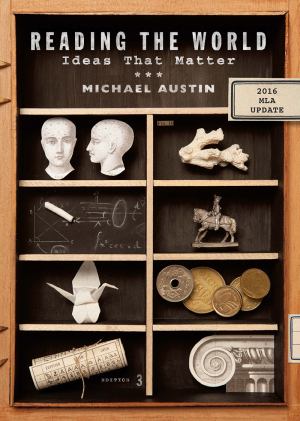 READING THE WORLD
Ideas That Matter
***
MICHAEL AUSTIN
2016
MLA
UPDATE
EDITION 3